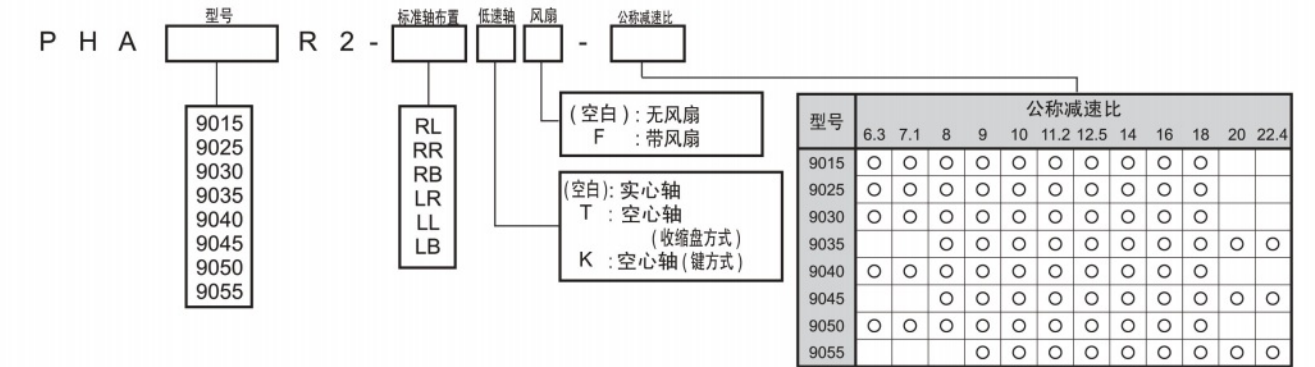 型号 标准轴布置 低速轴 风扇 公称减速比
P H A R 2 - -
9015
9025
9030
9035
9040
9045
9050
9055
RL
RR
RB
LR
LL
LB
(空白): 无风扇
F : 带风扇
(空白): 实心轴
T : 空心轴
(收缩盘方式)
K : 空心轴(键方式)
型号 公称减速比
6.3 7.1 8 9 10 11.2 12.5 14 16 18 20 22.4
9015 ○ ○ ○ ○ ○ ○ ○ ○ ○ ○
9025 ○ ○ ○ ○ ○ ○ ○ ○ ○ ○
9030 ○ ○ ○ ○ ○ ○ ○ ○ ○ ○
9035 ○ ○ ○ ○ ○ ○ ○ ○ ○ ○
9040 ○ ○ ○ ○ ○ ○ ○ ○ ○ ○
9045 ○ ○ ○ ○ ○ ○ ○ ○ ○ ○
9050 ○ ○ ○ ○ ○ ○ ○ ○ ○ ○
9055 ○ ○ ○ ○ ○ ○ ○ ○ ○